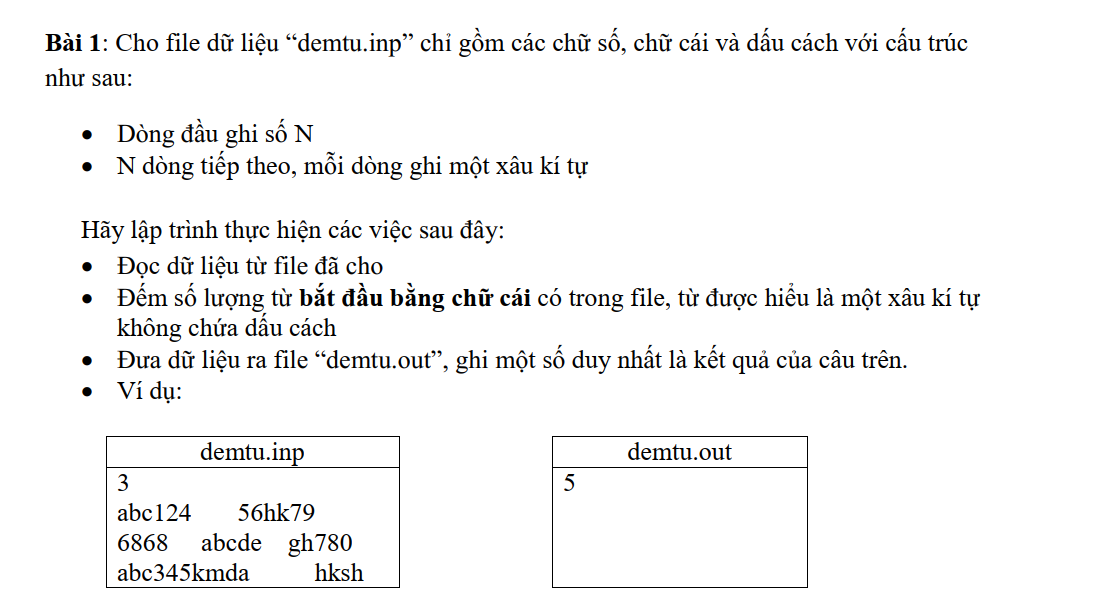 Bài 1: Cho file dữ liệu “demtu.inp” chỉ gồm các chữ số, chữ cái và dấu cách với cấu trúc
như sau:
• Dòng đầu ghi số N
• N dòng tiếp theo, mỗi dòng ghi một xâu kí tự
Hãy lập trình thực hiện các việc sau đây:
• Đọc dữ liệu từ file đã cho
• Đếm số lượng từ bắt đầu bằng chữ cái có trong file, từ được hiểu là một xâu kí tự
không chứa dấu cách
• Đưa dữ liệu ra file “demtu.out”, ghi một số duy nhất là kết quả của câu trên.
• Ví dụ:
demtu.inp
3
abc124 56hk79
6868 abcde gh780
abc345kmda hksh
demtu.out
5